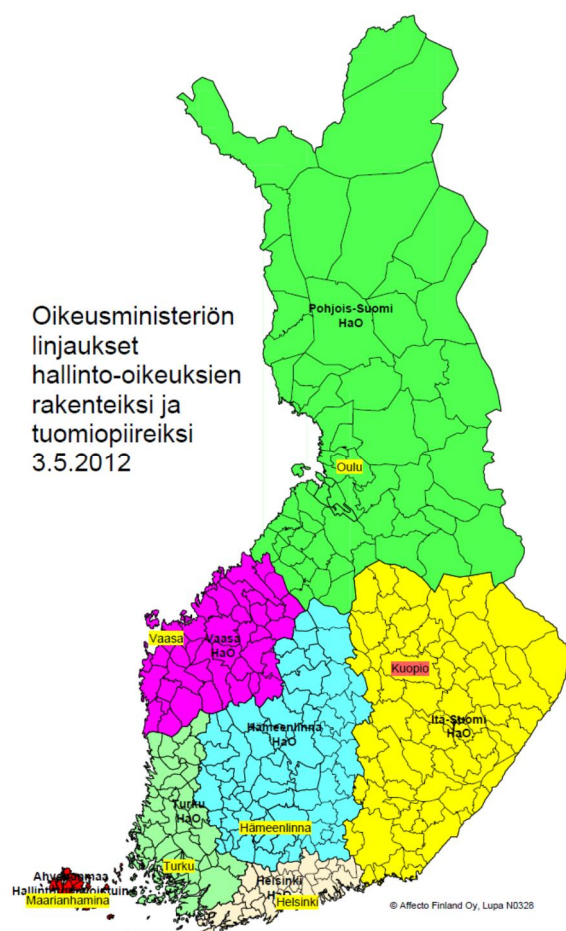 Oikeusministeriön
linjaukset
hallinto-oikeuksien
rakenteiksi ja
tuomiopiireiksi
3.5.2012
Pohjois-Suomi
HaO
Oulu
Vaasa
Vaasa
HaO
Kuopio
Itä-Suomi
HaO
Hämeenlinna
HaO
Turku
HaO
Hämeenlinna
Turku
Helsinki
HaO
Helsinki
Maarianhamina
© Affecto Finland Oy, Lupa N0328